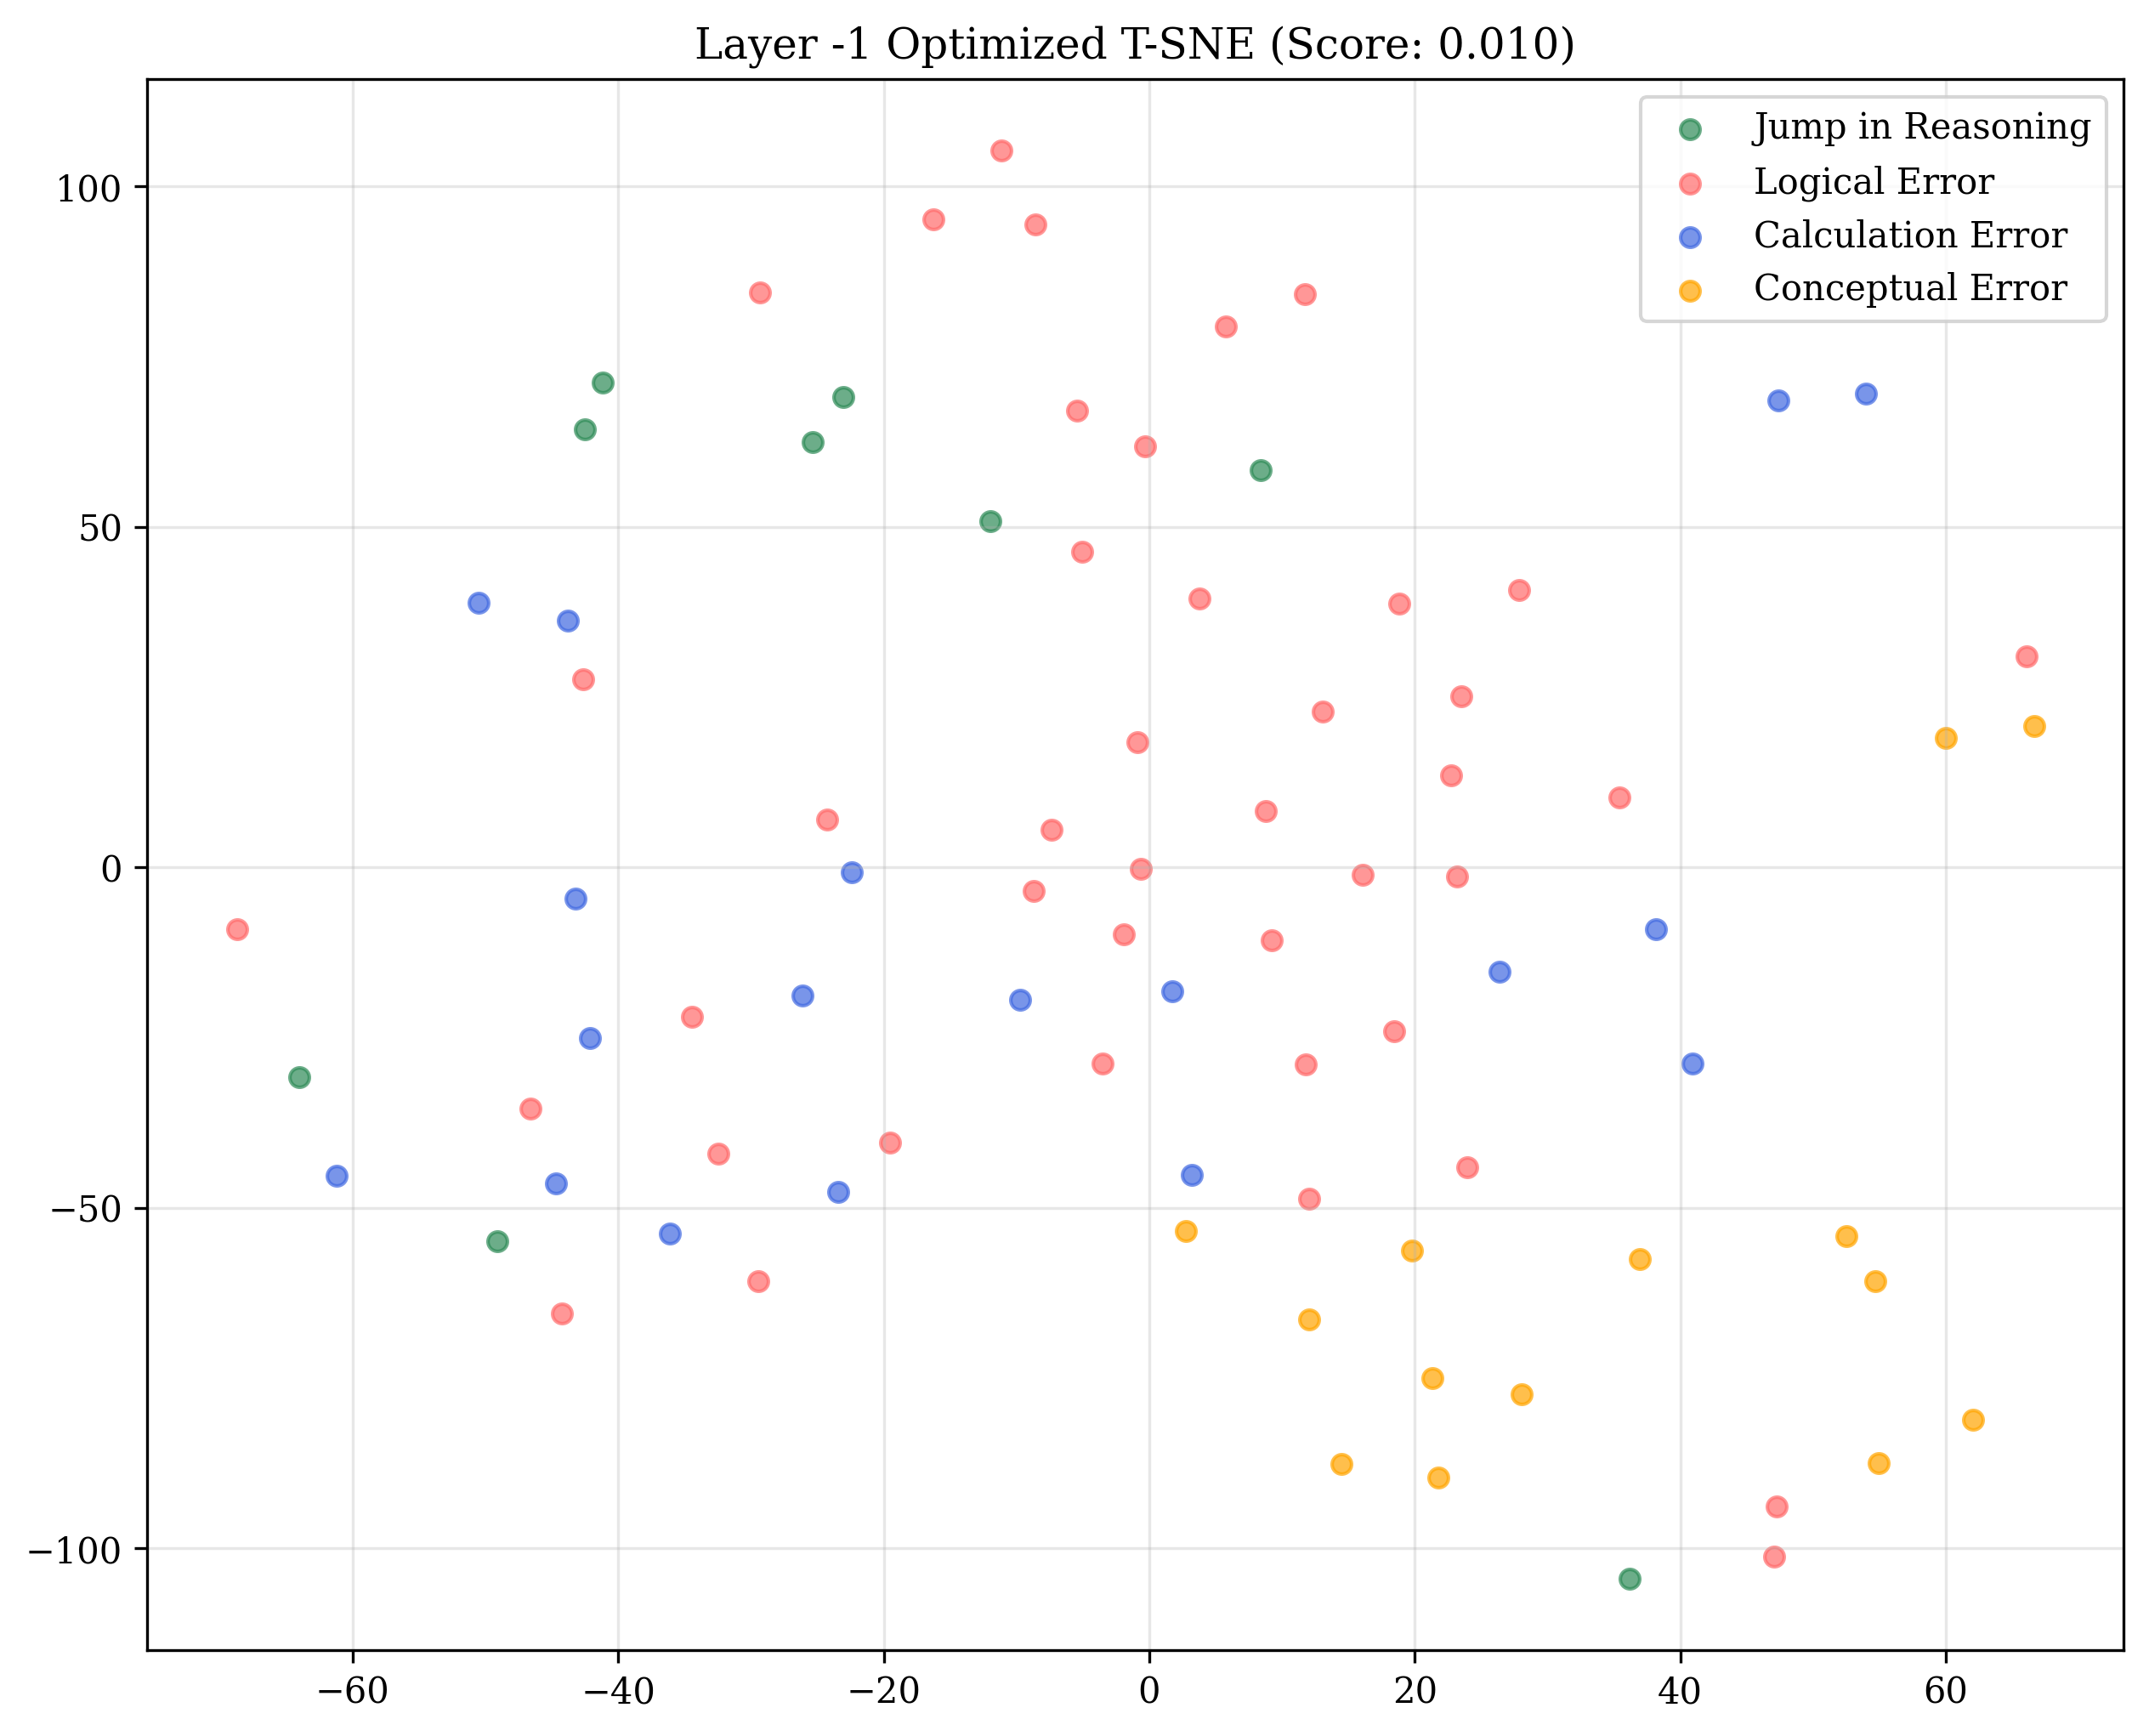 Layer -1 Optimized T-SNE (Score: 0.010)
Jump in Reasoning
Logical Error
Calculation Error
Conceptual Error
100
50
0
−50
−100
−60
−40
−20
0
20
40
60